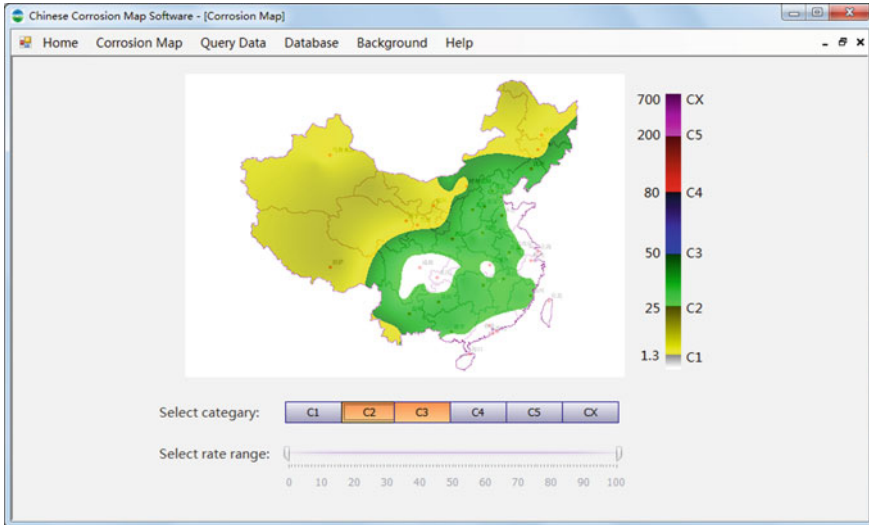 Chinese Corrosion Map Software - [Corrosion Map]
Home Corrosion Map Query Data Database Background Help
700 CX
200 C5
80 C4
50 C3
25 C2
1.3 C1
Select categary: C1 C2 C3 C4 C5 CX
Select rate range:
0 10 20 30 40 50 60 70 80 90 100